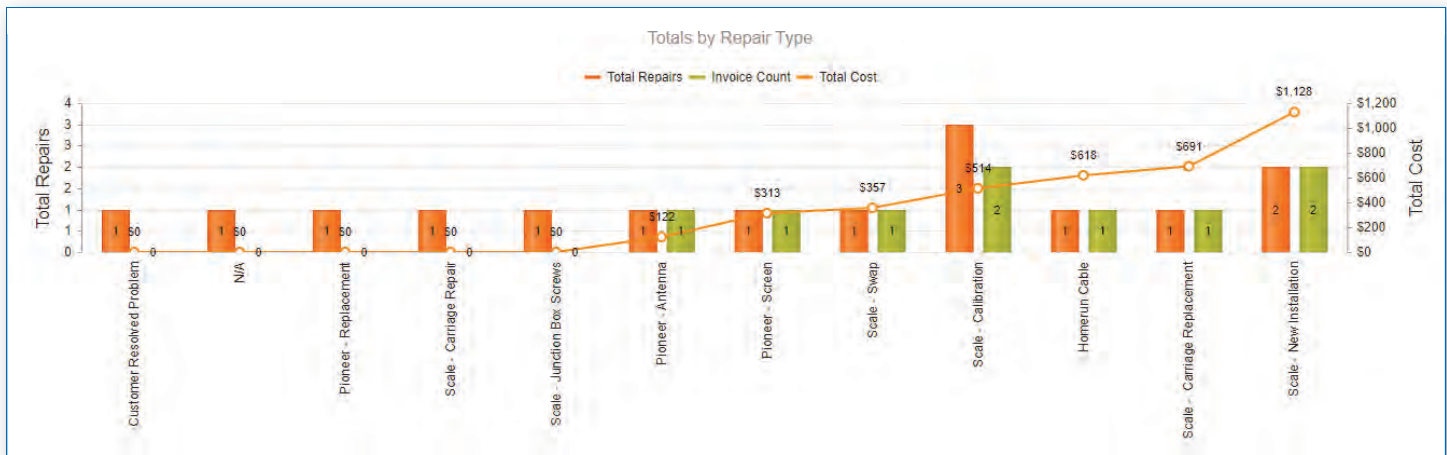 Totals by Repair Type
Total Repairs Invoice Count Total Cost
Total Repairs
4
3
3
2
2
1
1
0
$1,200
$1,000
$800
$600
$400
$200
$0
Total Cost
1 $0 0
1 $0 0
1 $0 0
1 $0 0
1 $0 0
1 $122 1
1 $313 1
1 $357 1
3 $514 2
1 $618 1
1 $691 1
2 $1,128 2
Customer Resolved Problem
N/A
Pioneer - Replacement
Scale - Carriage Repair
Scale - Junction Box Screws
Pioneer - Antenna
Pioneer - Screen
Scale - Swap
Scale - Calibration
Homerun Cable
Scale - Carriage Replacement
Scale - New Installation